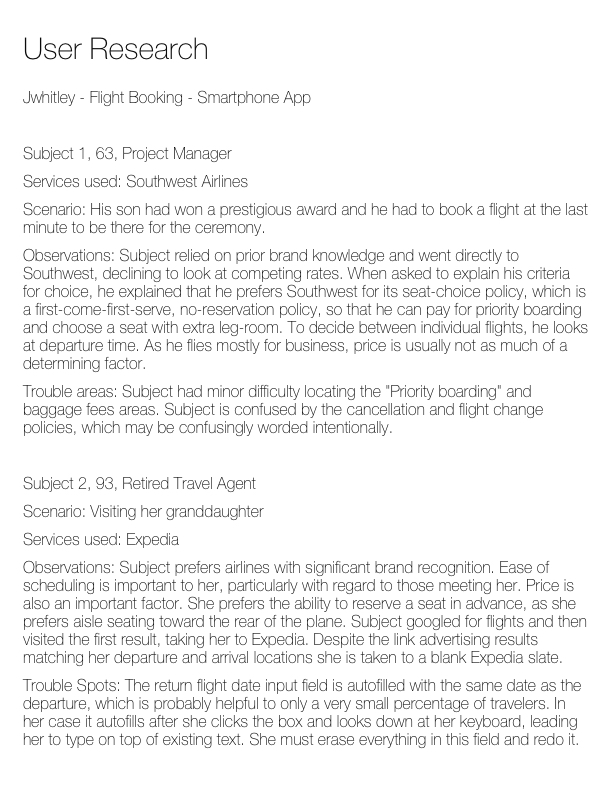 User Research
Jwhitley - Flight Booking - Smartphone App
Subject 1, 63, Project Manager
Services used: Southwest Airlines
Scenario: His son had won a prestigious award and he had to book a flight at the last
minute to be there for the ceremony.
Observations: Subject relied on prior brand knowledge and went directly to
Southwest, declining to look at competing rates. When asked to explain his criteria
for choice, he explained that he prefers Southwest for its seat-choice policy, which is
a first-come-first-serve, no-reservation policy, so that he can pay for priority boarding
and choose a seat with extra leg-room. To decide between individual flights, he looks
at departure time. As he flies mostly for business, price is usually not as much of a
determining factor.
Trouble areas: Subject had minor difficulty locating the "Priority boarding" and
baggage fees areas. Subject is confused by the cancellation and flight change
policies, which may be confusingly worded intentionally.
Subject 2, 93, Retired Travel Agent
Scenario: Visiting her granddaughter
Services used: Expedia
Observations: Subject prefers airlines with significant brand recognition. Ease of
scheduling is important to her, particularly with regard to those meeting her. Price is
also an important factor. She prefers the ability to reserve a seat in advance, as she
prefers aisle seating toward the rear of the plane. Subject googled for flights and then
visited the first result, taking her to Expedia. Despite the link advertising results
matching her departure and arrival locations she is taken to a blank Expedia slate.
Trouble Spots: The return flight date input field is autofilled with the same date as the
departure, which is probably helpful to only a very small percentage of travelers. In
her case it autofills after she clicks the box and looks down at her keyboard, leading
her to type on top of existing text. She must erase everything in this field and redo it.